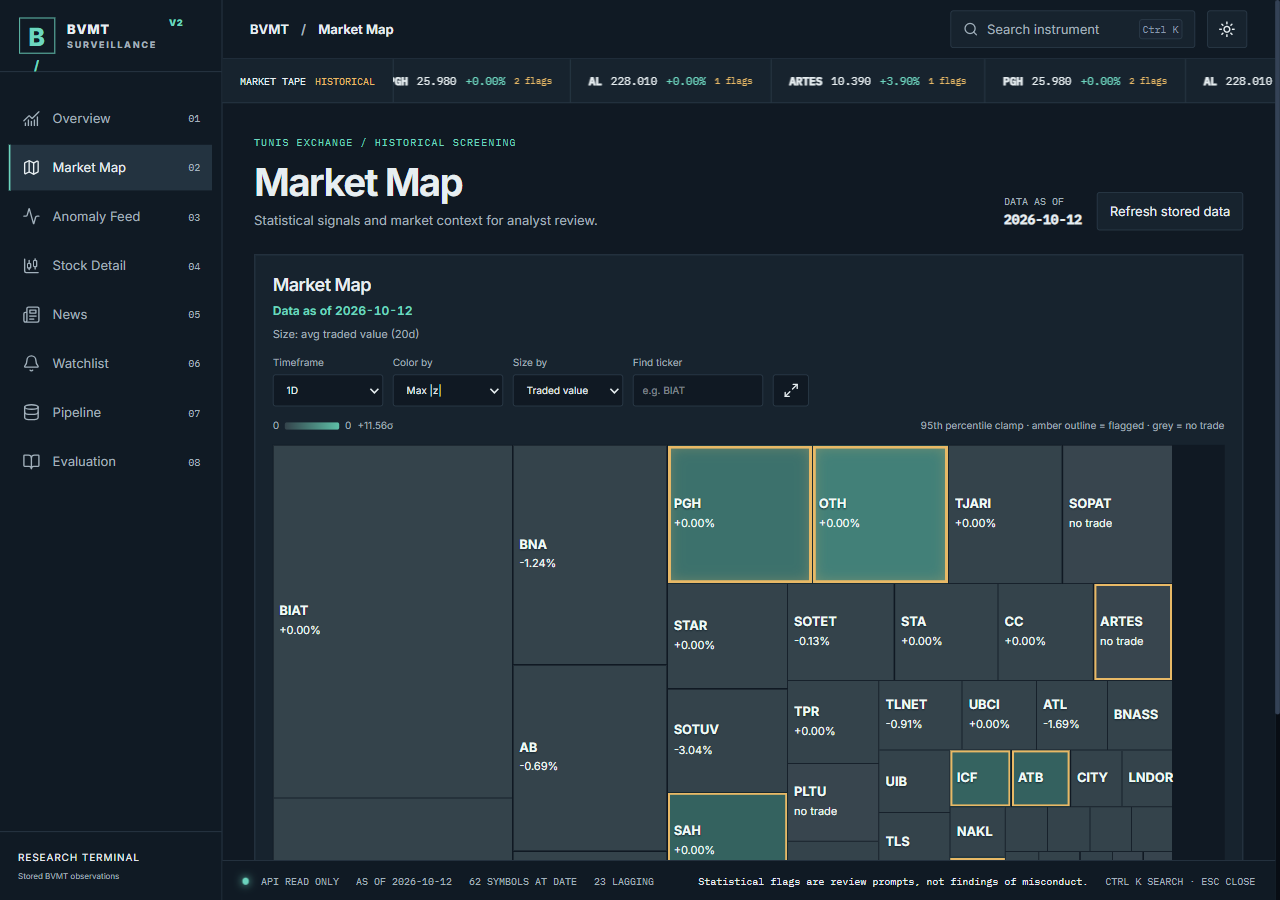 B
BVMT
SURVEILLANCE
V2
/
Overview 01
Market Map 02
Anomaly Feed 03
Stock Detail 04
News 05
Watchlist 06
Pipeline 07
Evaluation 08
RESEARCH TERMINAL
Stored BVMT observations
BVMT / Market Map
Search instrument Ctrl K
MARKET TAPE HISTORICAL PGH 25.980 +0.00% 2 flags AL 228.010 +0.00% 1 flags ARTES 10.390 +3.90% 1 flags PGH 25.980 +0.00% 2 flags AL 228.010
TUNIS EXCHANGE / HISTORICAL SCREENING
Market Map
Statistical signals and market context for analyst review.
DATA AS OF
2026-10-12
Refresh stored data
Market Map
Data as of 2026-10-12
Size: avg traded value (20d)
Timeframe Color by Size by Find ticker
1D Max |z| Traded value e.g. BIAT
0 0 +11.56σ
95th percentile clamp · amber outline = flagged · grey = no trade
BIAT
+0.00%
BNA
-1.24%
AB
-0.69%
PGH
+0.00%
OTH
+0.00%
TJARI
+0.00%
SOPAT
no trade
STAR
+0.00%
SOTET
-0.13%
STA
+0.00%
CC
+0.00%
ARTES
no trade
SOTUV
-3.04%
TPR
+0.00%
TLNET
-0.91%
UBCI
+0.00%
ATL
-1.69%
BNASS
SAH
+0.00%
PLTU
no trade
UIB
ICF
ATB
CITY
LNDOR
TLS
NAKL
API READ ONLY AS OF 2026-10-12 62 SYMBOLS AT DATE 23 LAGGING
Statistical flags are review prompts, not findings of misconduct. CTRL K SEARCH · ESC CLOSE